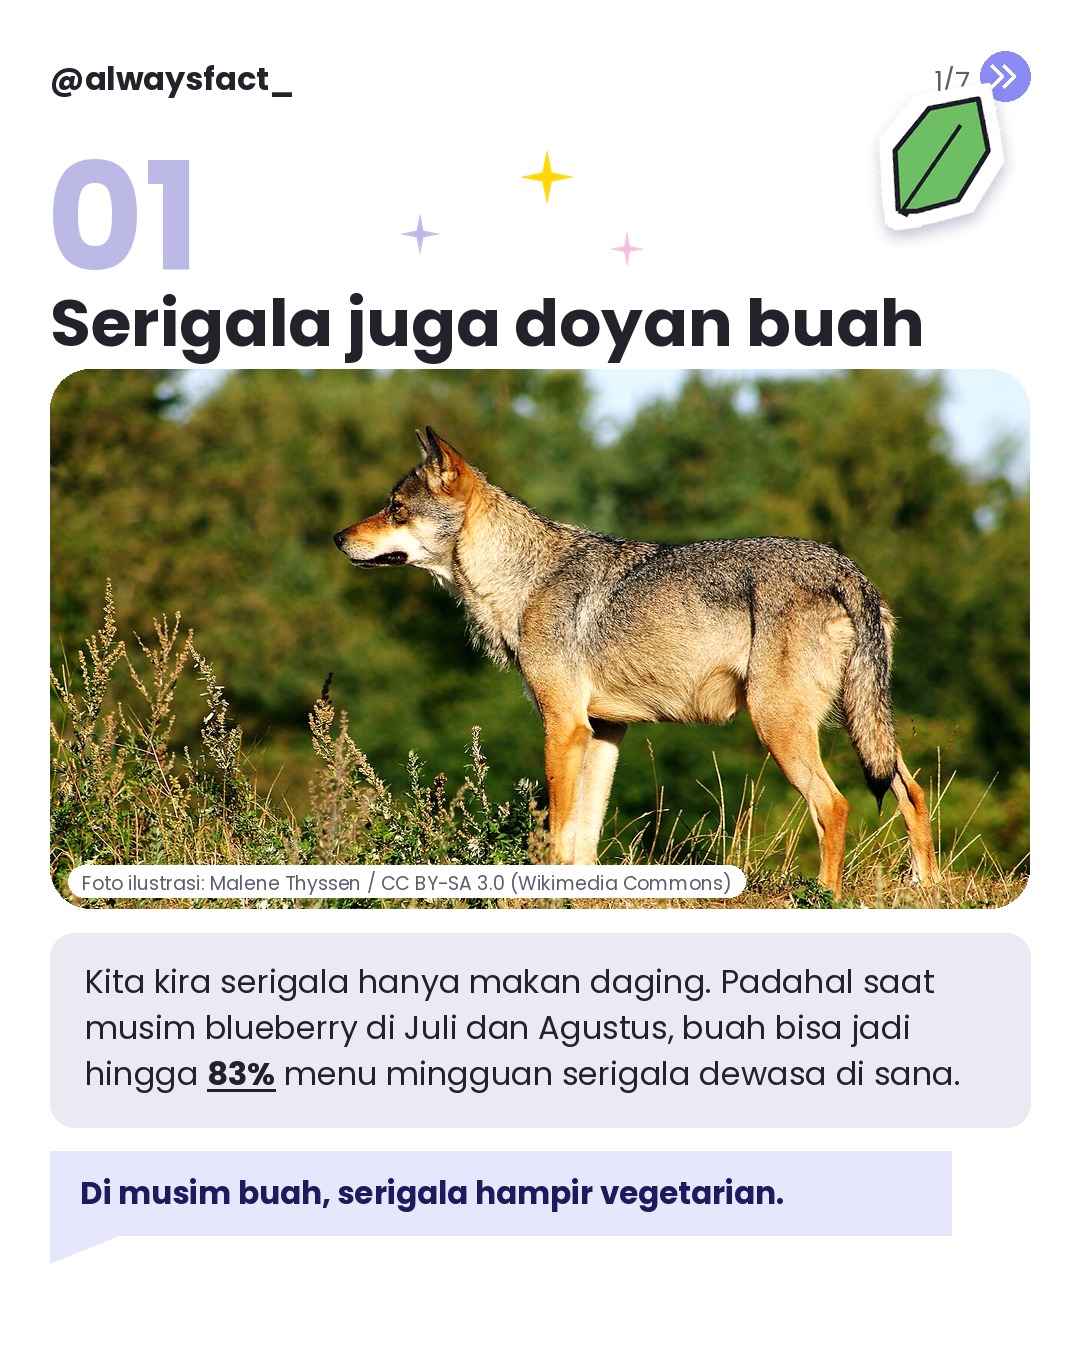 @alwaysfact_
1/7
01
Serigala juga doyan buah
Foto ilustrasi: Malene Thyssen / CC BY-SA 3.0 (Wikimedia Commons)
Kita kira serigala hanya makan daging. Padahal saat
musim blueberry di Juli dan Agustus, buah bisa jadi
hingga 83% menu mingguan serigala dewasa di sana.
Di musim buah, serigala hampir vegetarian.